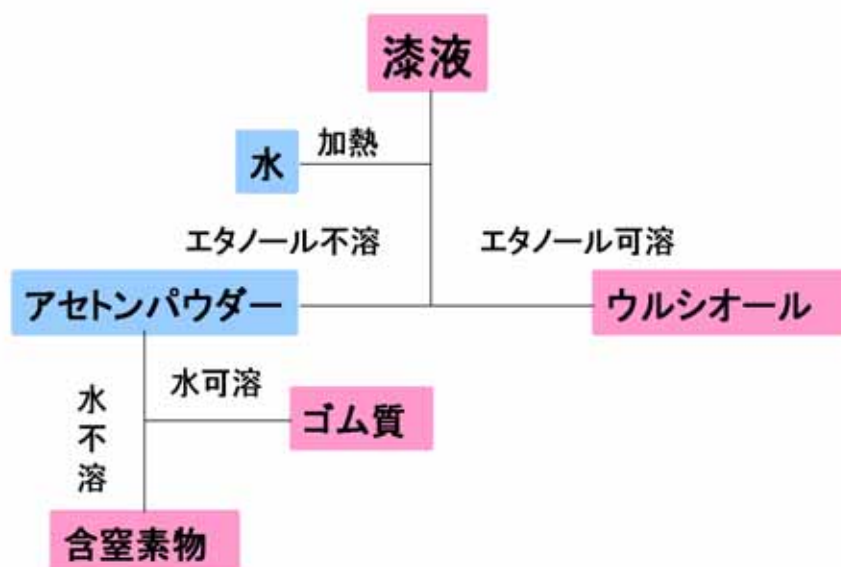 漆液
加熱
水
エタノール不溶
エタノール可溶
アセトンパウダー
ウルシオール
水可溶
水不溶
ゴム質
含窒素物